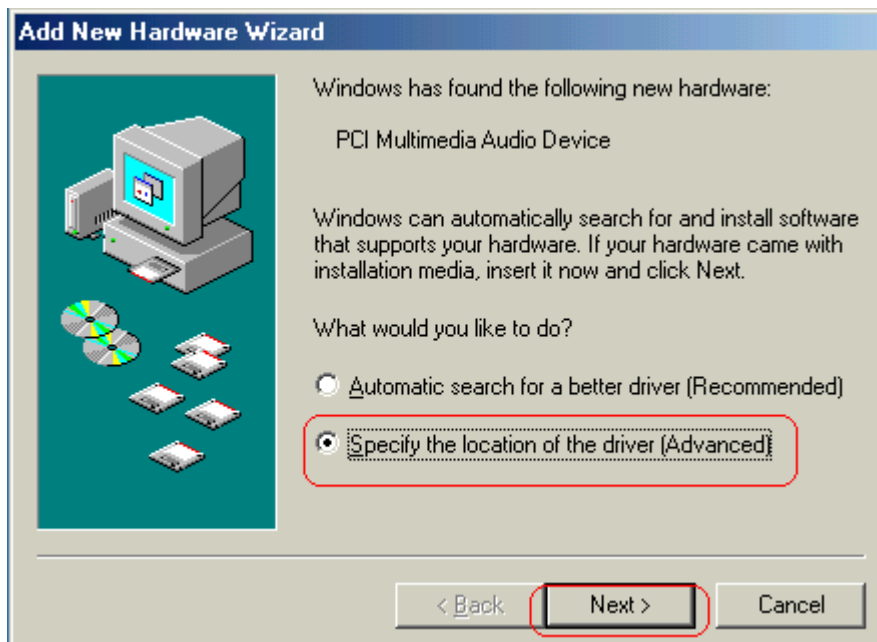 Add New Hardware Wizard
Windows has found the following new hardware:
PCI Multimedia Audio Device
Windows can automatically search for and install software
that supports your hardware. If your hardware came with
installation media, insert it now and click Next.
What would you like to do?
Automatic search for a better driver (Recommended)
Specify the location of the driver (Advanced)
< Back
Next >
Cancel